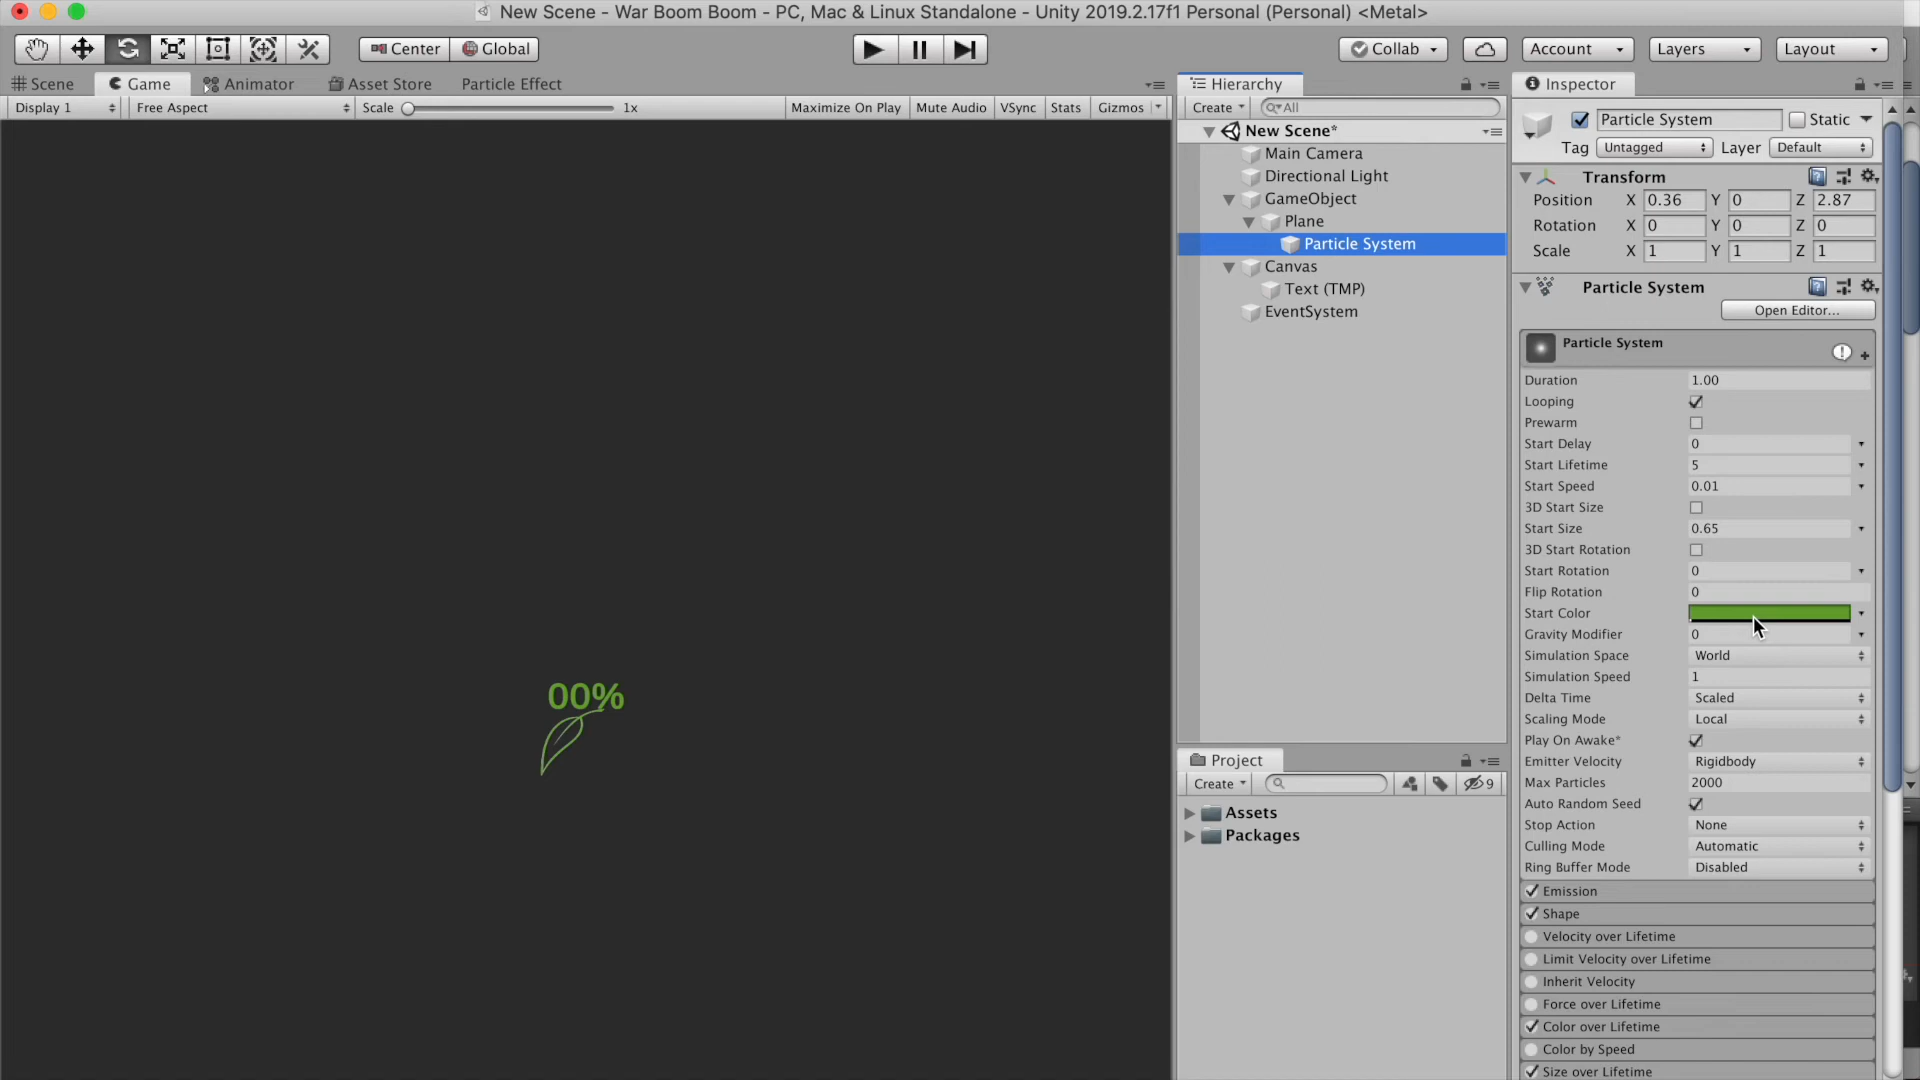 New Scene - War Boom Boom - PC, Mac & Linux Standalone - Unity 2019.2.17f1 Personal (Personal) <Metal>
Center Global Collab Account Layers Layout
Scene Game Animator Asset Store Particle Effect
Display 1 Free Aspect Scale 1x Maximize On Play Mute Audio VSync Stats Gizmos
00%
Hierarchy
Create All
New Scene*
Main Camera
Directional Light
GameObject
Plane
Particle System
Canvas
Text (TMP)
EventSystem
Project
Create 9
Assets
Packages
Inspector
Particle System Static
Tag Untagged Layer Default
Transform
Position X 0.36 Y 0 Z 2.87
Rotation X 0 Y 0 Z 0
Scale X 1 Y 1 Z 1
Particle System
Open Editor...
Particle System
Duration 1.00
Looping
Prewarm
Start Delay 0
Start Lifetime 5
Start Speed 0.01
3D Start Size
Start Size 0.65
3D Start Rotation
Start Rotation 0
Flip Rotation 0
Start Color
Gravity Modifier 0
Simulation Space World
Simulation Speed 1
Delta Time Scaled
Scaling Mode Local
Play On Awake*
Emitter Velocity Rigidbody
Max Particles 2000
Auto Random Seed
Stop Action None
Culling Mode Automatic
Ring Buffer Mode Disabled
Emission
Shape
Velocity over Lifetime
Limit Velocity over Lifetime
Inherit Velocity
Force over Lifetime
Color over Lifetime
Color by Speed
Size over Lifetime